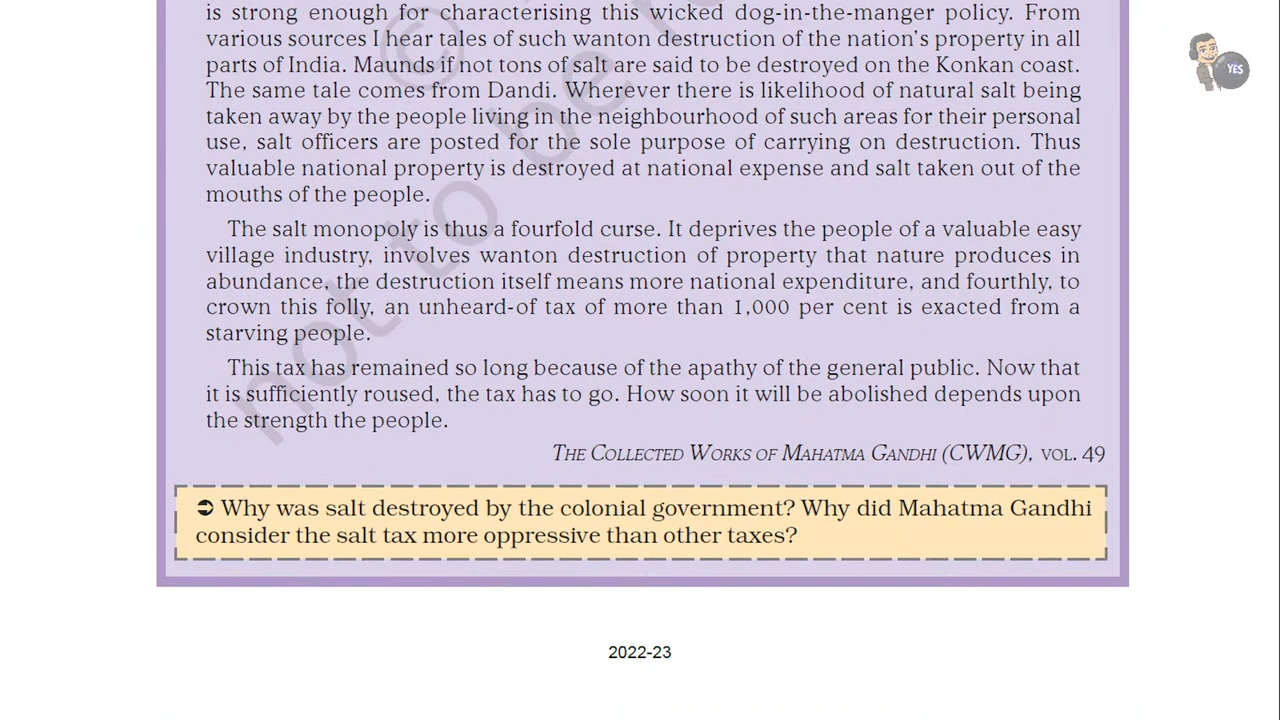 is strong enough for characterising this wicked dog-in-the-manger policy. From
various sources I hear tales of such wanton destruction of the nation's property in all
parts of India. Maunds if not tons of salt are said to be destroyed on the Konkan coast.
The same tale comes from Dandi. Wherever there is likelihood of natural salt being
taken away by the people living in the neighbourhood of such areas for their personal
use, salt officers are posted for the sole purpose of carrying on destruction. Thus
valuable national property is destroyed at national expense and salt taken out of the
mouths of the people.
The salt monopoly is thus a fourfold curse. It deprives the people of a valuable easy
village industry, involves wanton destruction of property that nature produces in
abundance, the destruction itself means more national expenditure, and fourthly, to
crown this folly, an unheard-of tax of more than 1,000 per cent is exacted from a
starving people.
This tax has remained so long because of the apathy of the general public. Now that
it is sufficiently roused, the tax has to go. How soon it will be abolished depends upon
the strength the people.
THE COLLECTED WORKS OF MAHATMA GANDHI (CWMG), VOL. 49
➲ Why was salt destroyed by the colonial government? Why did Mahatma Gandhi
consider the salt tax more oppressive than other taxes?
2022-23
YES
©
not to be re